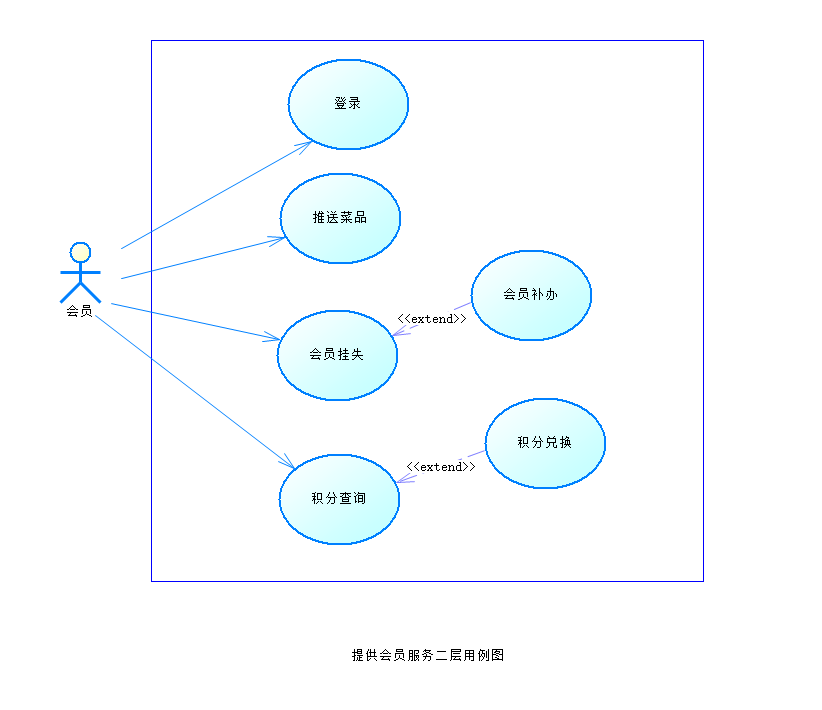 登录
推送菜品
会员
会员补办
<<extend>>
会员挂失
积分兑换
<<extend>>
积分查询
提供会员服务二层用例图